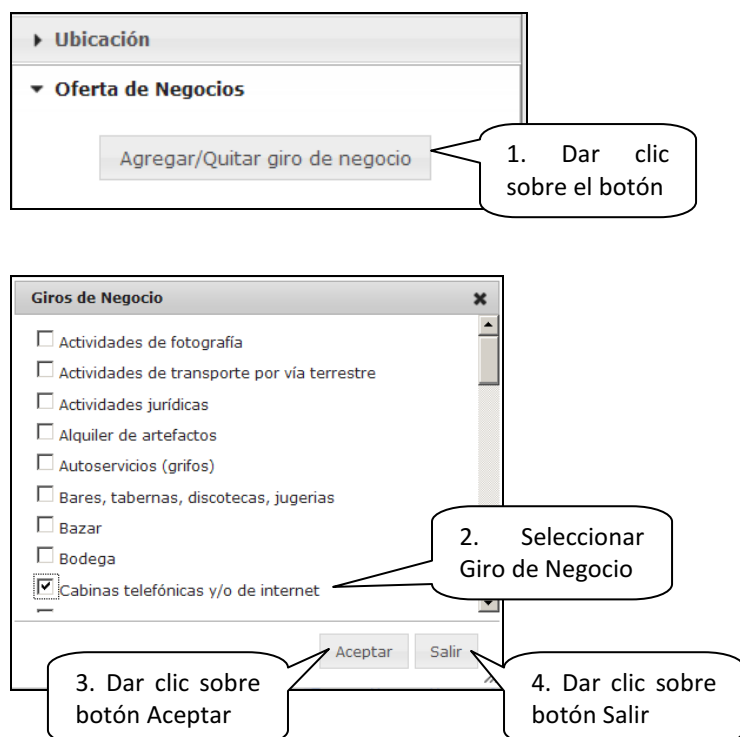 Ubicación
Oferta de Negocios
Agregar/Quitar giro de negocio
1. Dar clic
sobre el botón
Giros de Negocio
Actividades de fotografía
Actividades de transporte por vía terrestre
Actividades jurídicas
Alquiler de artefactos
Autoservicios (grifos)
Bares, tabernas, discotecas, jugerias
Bazar
Bodega
Cabinas telefónicas y/o de internet
2. Seleccionar
Giro de Negocio
Aceptar
Salir
3. Dar clic sobre
botón Aceptar
4. Dar clic sobre
botón Salir